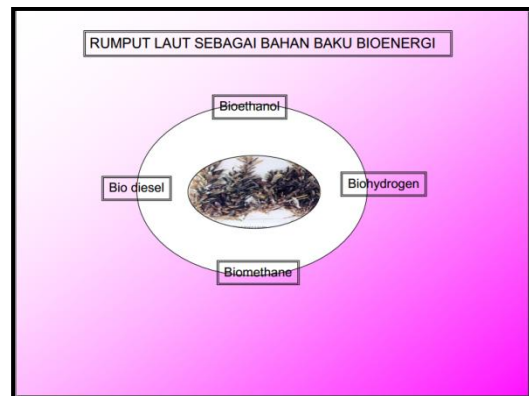 RUMPUT LAUT SEBAGAI BAHAN BAKU BIOENERGI
Bioethanol
Bio diesel
Biohydrogen
Biomethane